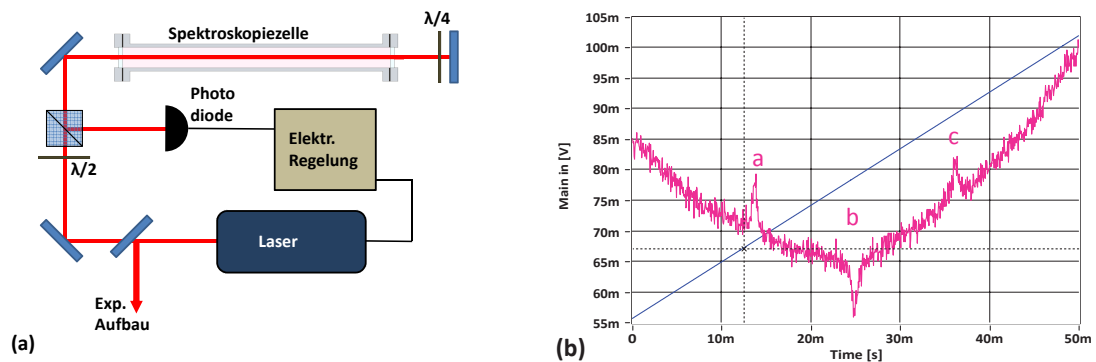 λ/4
Spektroskopiezelle
Photo
diode
Elektr.
Regelung
λ/2
Laser
Exp.
Aufbau
(a)
105m
100m
95m
90m
85m
80m
75m
70m
65m
60m
55m
Main in [V]
a
b
c
0
10m
20m
30m
40m
50m
Time [s]
(b)